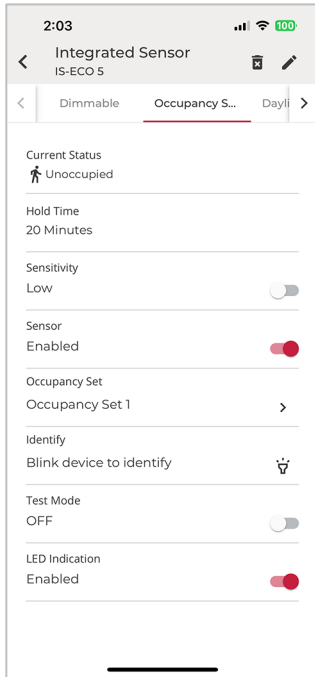 2:03
100
Integrated Sensor
IS-ECO 5
Dimmable
Occupancy S...
Dayli
Current Status
Unoccupied
Hold Time
20 Minutes
Sensitivity
Low
Sensor
Enabled
Occupancy Set
Occupancy Set 1
Identify
Blink device to identify
Test Mode
OFF
LED Indication
Enabled